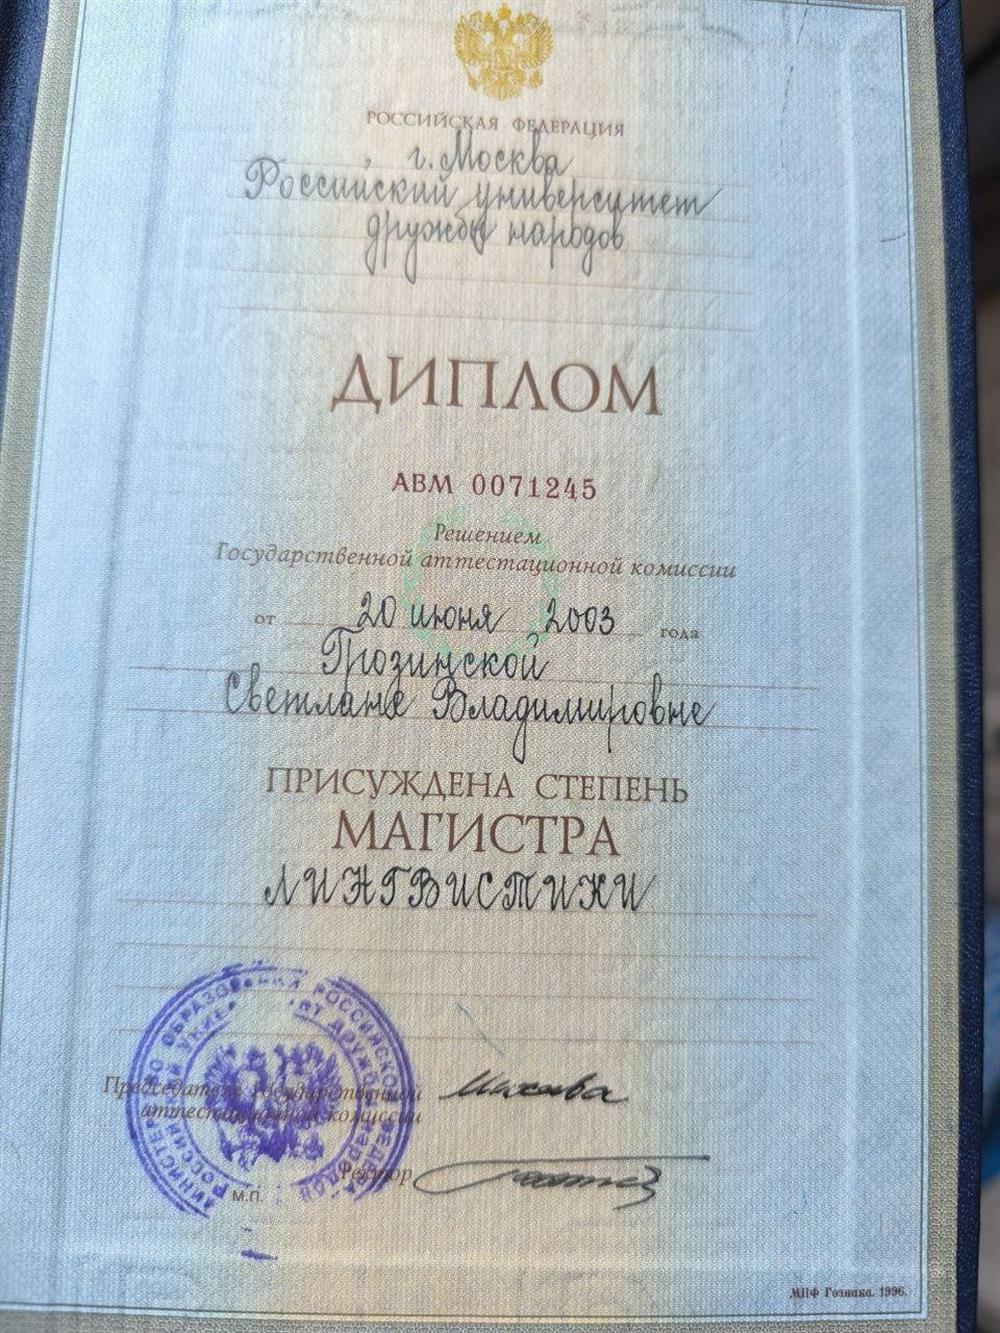 РОССИЙСКАЯ ФЕДЕРАЦИЯ
г. Москва
Российский университет
дружбы народов
ДИПЛОМ
АВМ 0071245
Решением
Государственной аттестационной комиссии
от 20 июня 2003 года
Грозинской
Светлане Владимировне
ПРИСУЖДЕНА СТЕПЕНЬ
МАГИСТРА
ЛИНГВИСТИКИ
Председатель Государственной
аттестационной комиссии
Ректор
М.П.
МПФ Гознака. 1996.